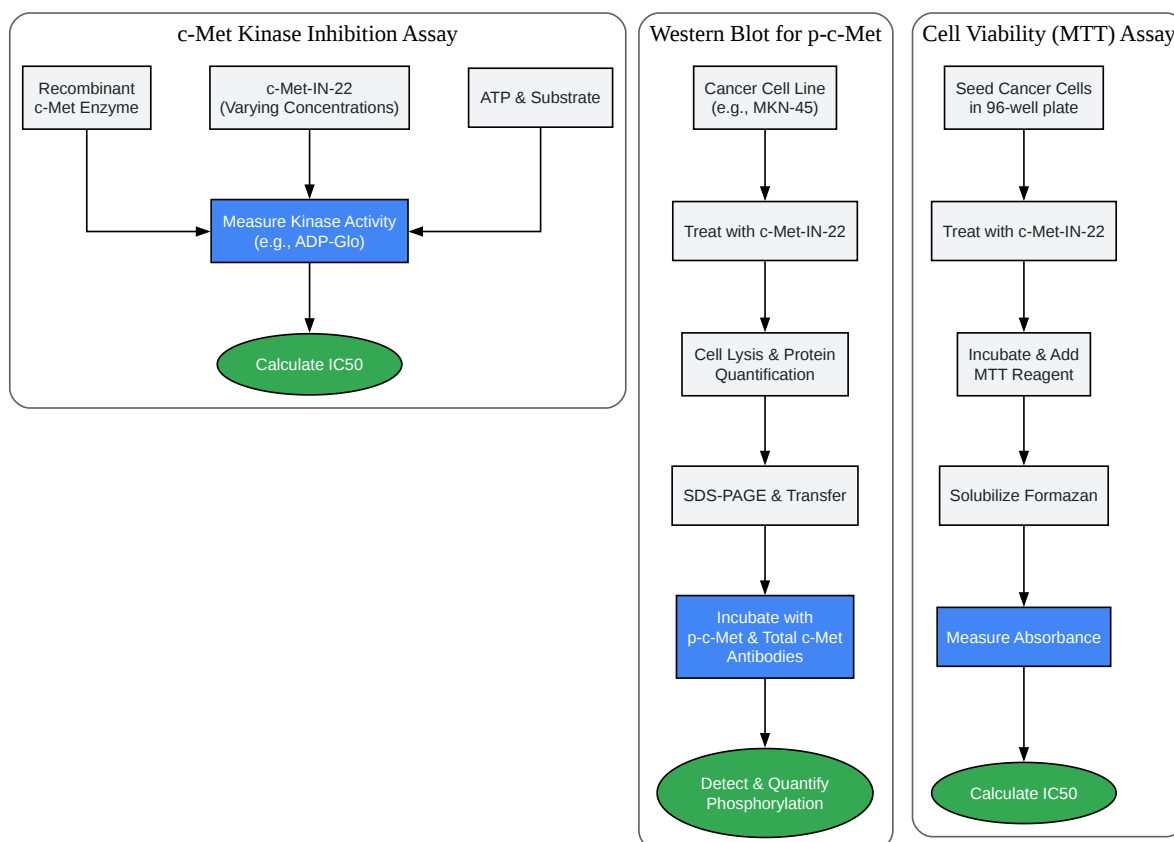 c-Met Kinase Inhibition Assay
Recombinant
c-Met Enzyme
c-Met-IN-22
(Varying Concentrations)
ATP & Substrate
Measure Kinase Activity
(e.g., ADP-Glo)
Calculate IC50
Western Blot for p-c-Met
Cancer Cell Line
(e.g., MKN-45)
Treat with c-Met-IN-22
Cell Lysis & Protein
Quantification
SDS-PAGE & Transfer
Incubate with
p-c-Met & Total c-Met
Antibodies
Detect & Quantify
Phosphorylation
Cell Viability (MTT) Assay
Seed Cancer Cells
in 96-well plate
Treat with c-Met-IN-22
Incubate & Add
MTT Reagent
Solubilize Formazan
Measure Absorbance
Calculate IC50